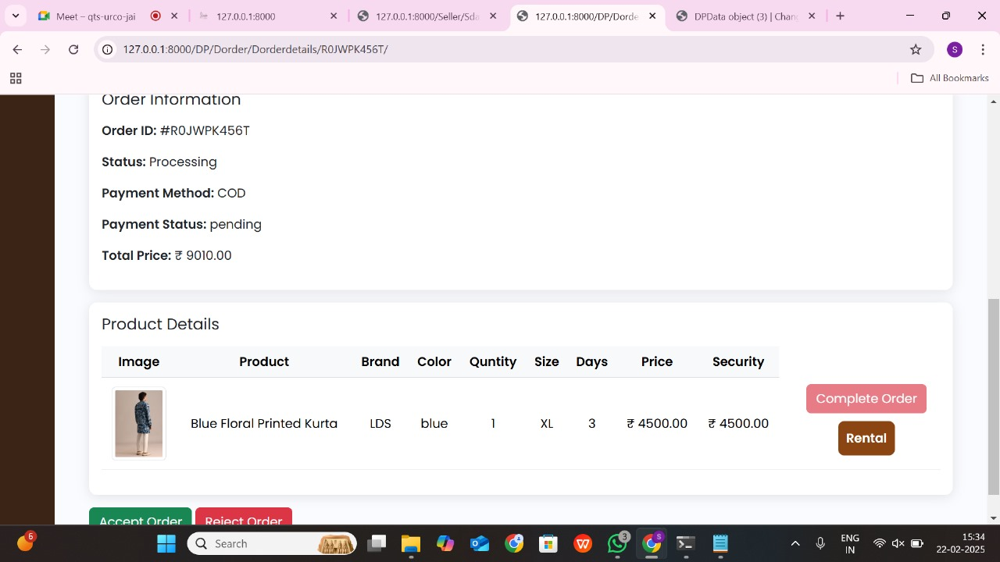 Meet – qts-urco-jai
127.0.0.1:8000
127.0.0.1:8000/Seller/Sda
127.0.0.1:8000/DP/Dorde
DPData object (3) | Chan
127.0.0.1:8000/DP/Dorder/Dorderdetails/R0JWPK456T/
S
All Bookmarks
Order Information
Order ID: #R0JWPK456T
Status: Processing
Payment Method: COD
Payment Status: pending
Total Price: ₹ 9010.00
Product Details
Image Product Brand Color Quntity Size Days Price Security
Blue Floral Printed Kurta LDS blue 1 XL 3 ₹ 4500.00 ₹ 4500.00
Complete Order
Rental
Accept Order Reject Order
6
Search
3
S
ENG
IN
15:34
22-02-2025